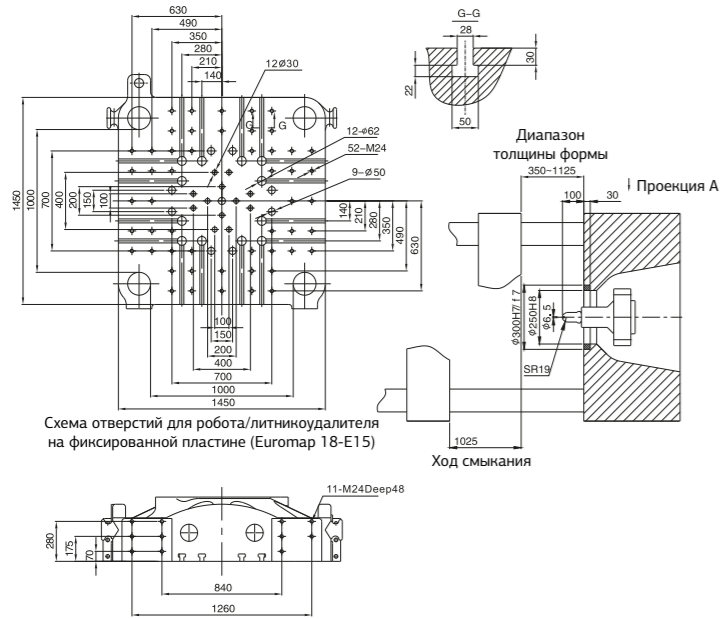 630
490
350
280
210
140
12Ø30
G
G
12-ø62
52-M24
9-Ø50
1450
1000
700
400
200
150
100
140
210
280
350
490
630
100
150
200
400
700
1000
1450
Схема отверстий для робота/литникоудалителя
на фиксированной пластине (Euromap 18-E15)
G-G
28
30
22
50
Диапазон
толщины формы
350~1125
100
30
Проекция А
ø300H7/f7
ø250H8
ø6.5
SR19
1025
Ход смыкания
11-M24Deep48
280
175
70
840
1260